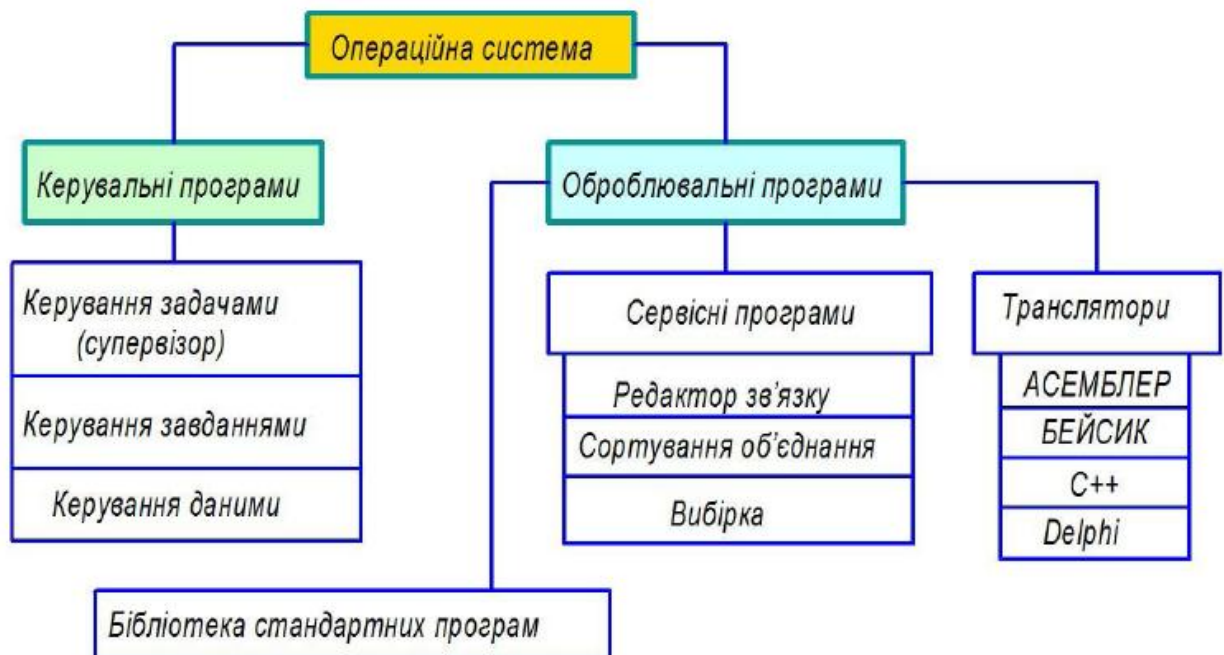 Операційна система
Керувальні програми
Оброблювальні програми
Керування задачами
(супервізор)
Керування завданнями
Керування даними
Сервісні програми
Редактор зв’язку
Сортування об’єднання
Вибірка
Транслятори
АСЕМБЛЕР
БЕЙСИК
С++
Delphi
Бібліотека стандартних програм